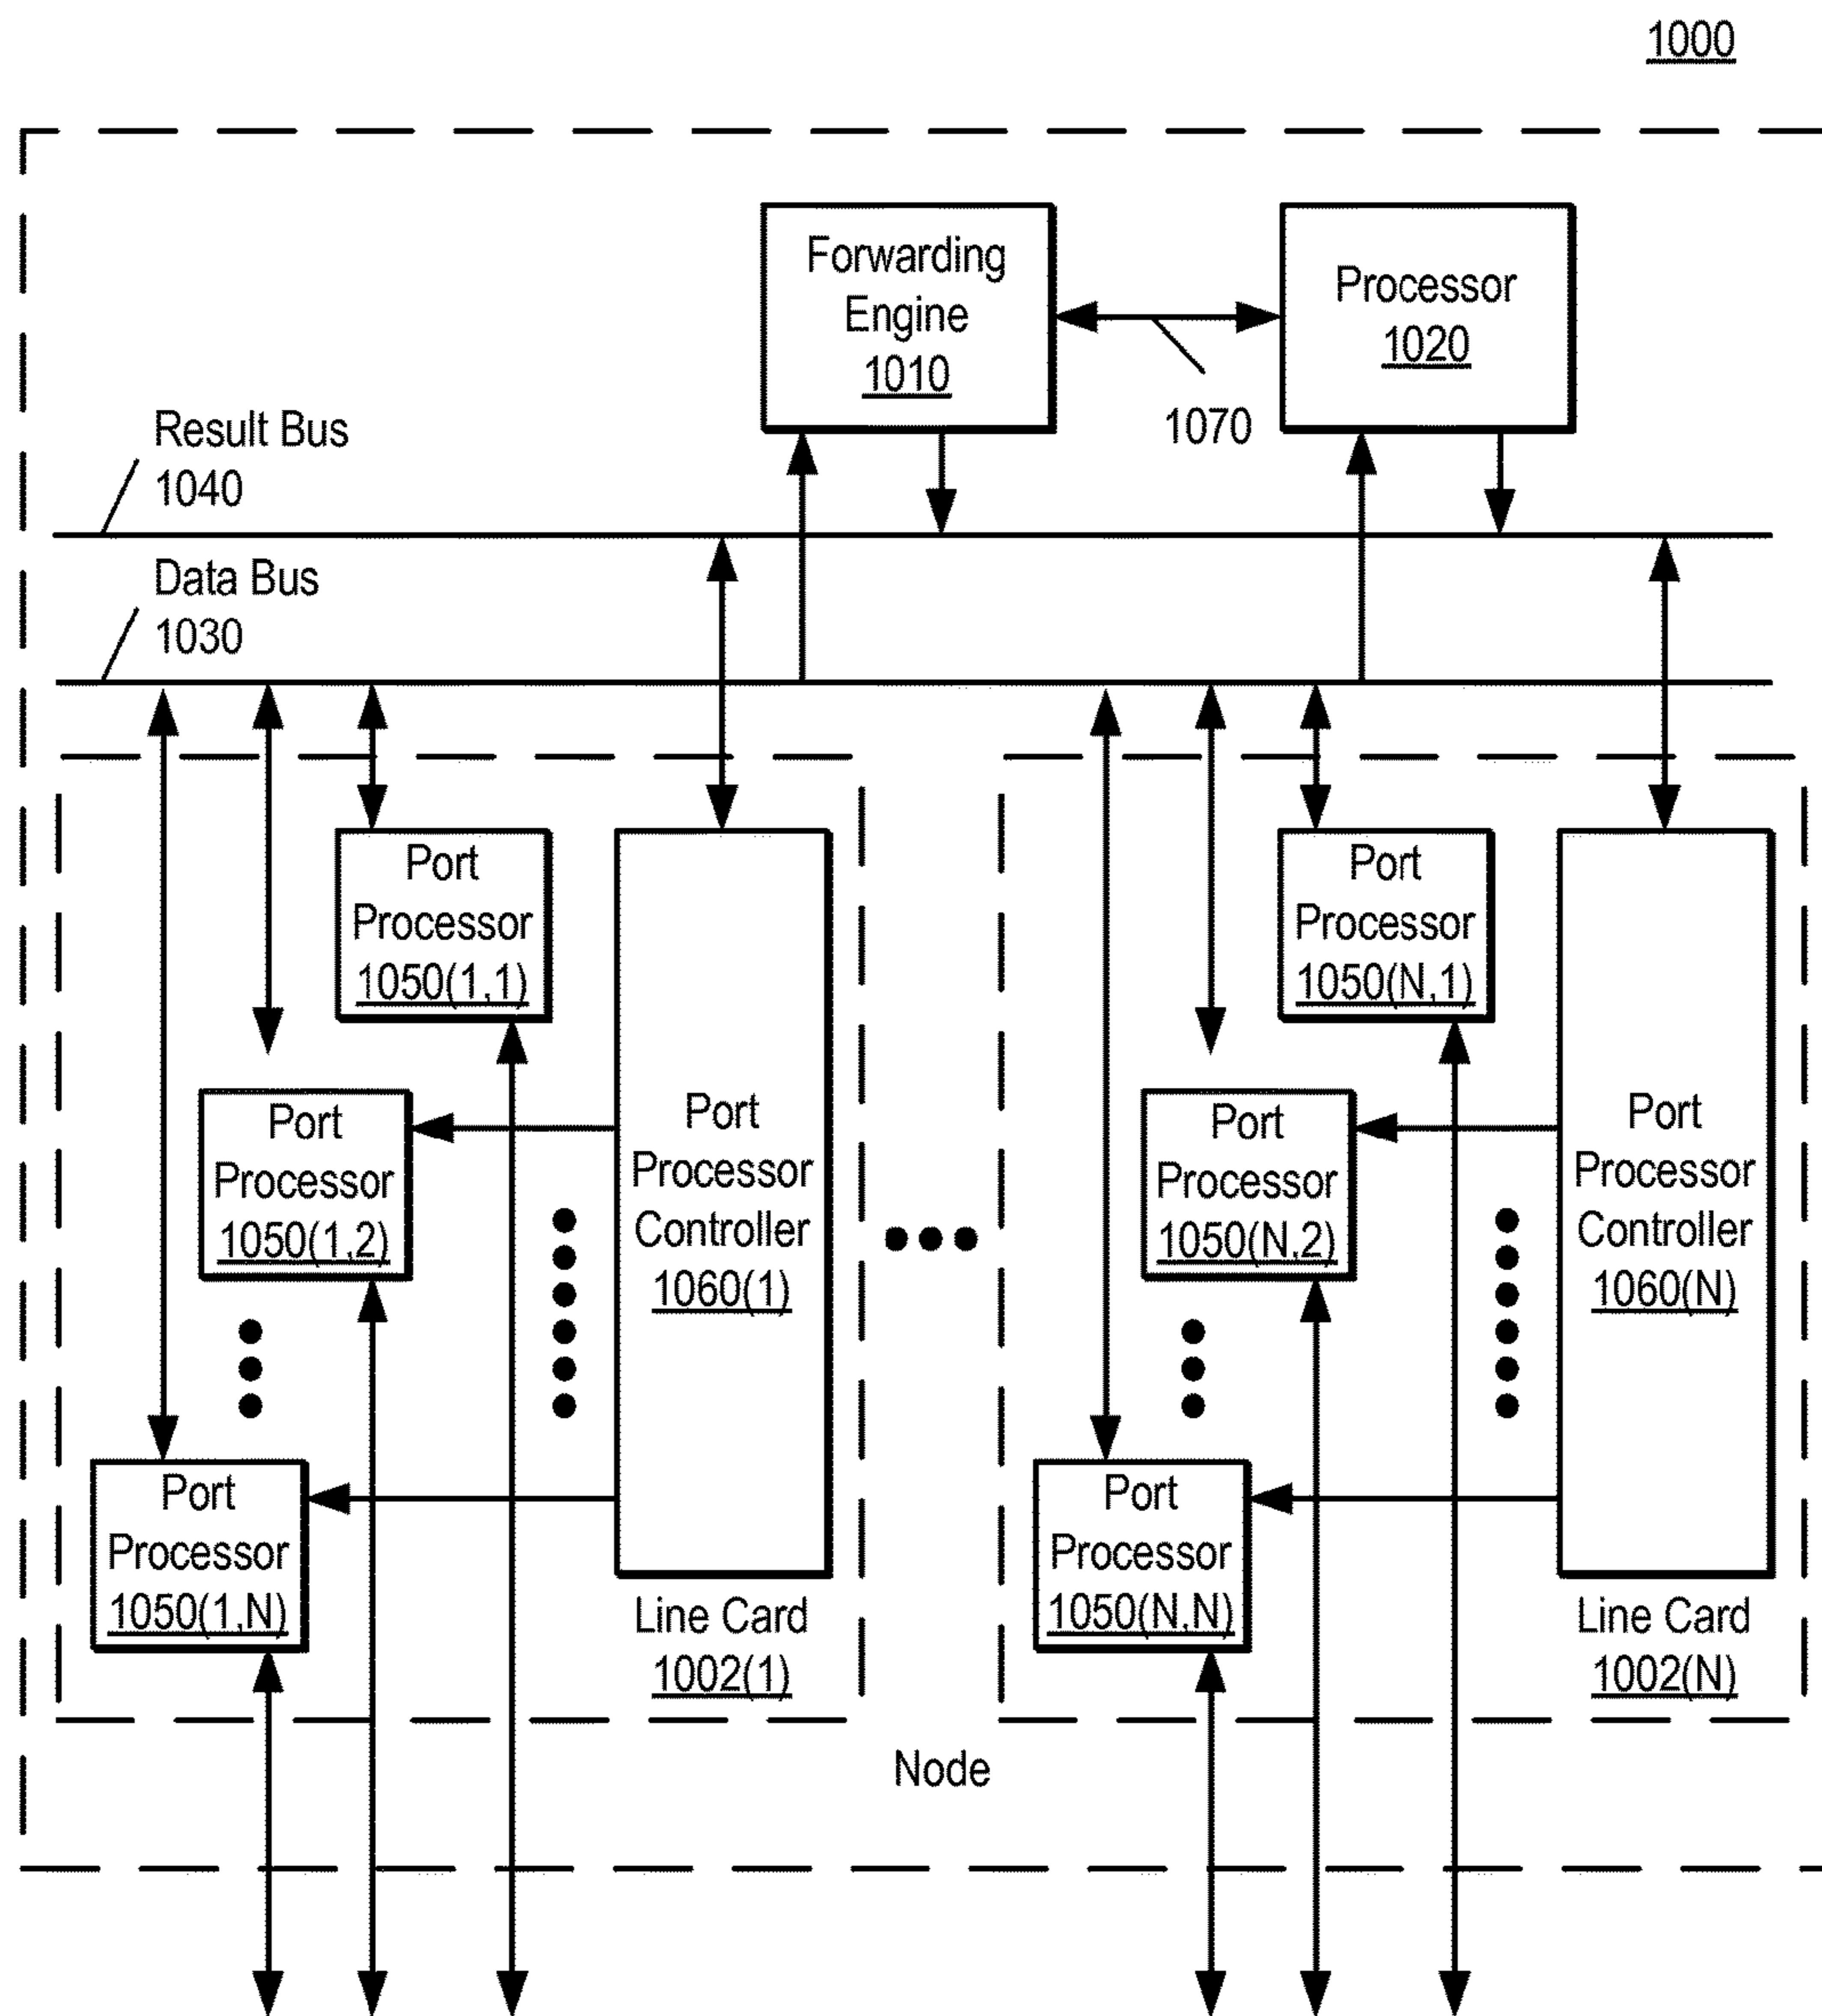 1000
Forwarding
Engine
1010
Processor
1020
1070
Result Bus
1040
Data Bus
1030
Port
Processor
1050(1,1)
Port
Processor
1050(1,2)
Port
Processor
1050(1,N)
Port
Processor
Controller
1060(1)
Line Card
1002(1)
Port
Processor
1050(N,1)
Port
Processor
1050(N,2)
Port
Processor
1050(N,N)
Port
Processor
Controller
1060(N)
Line Card
1002(N)
Node